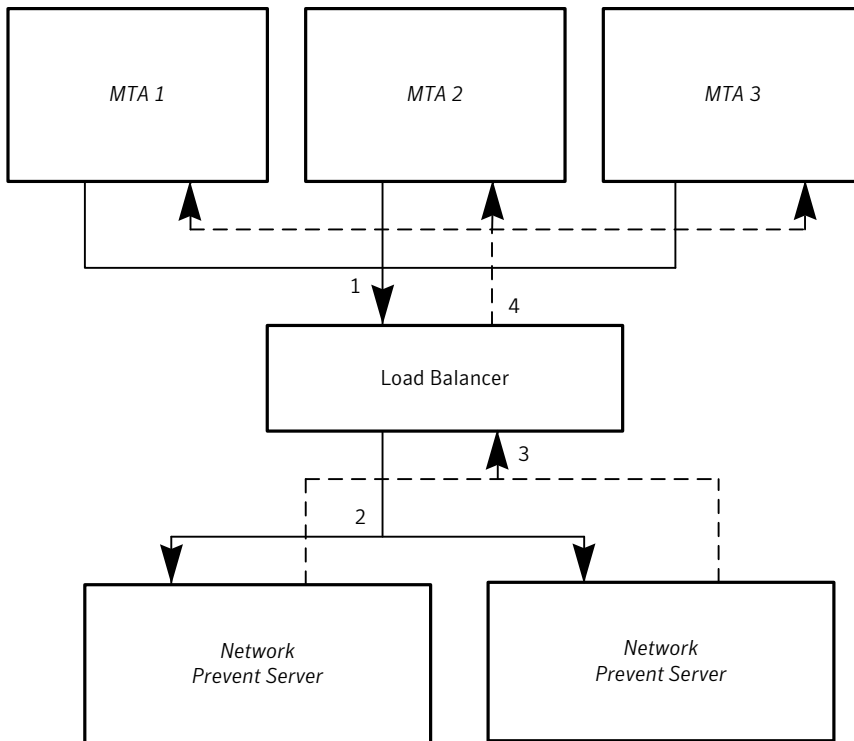 MTA 1
MTA 2
MTA 3
1
4
Load Balancer
3
2
Network
Prevent Server
Network
Prevent Server